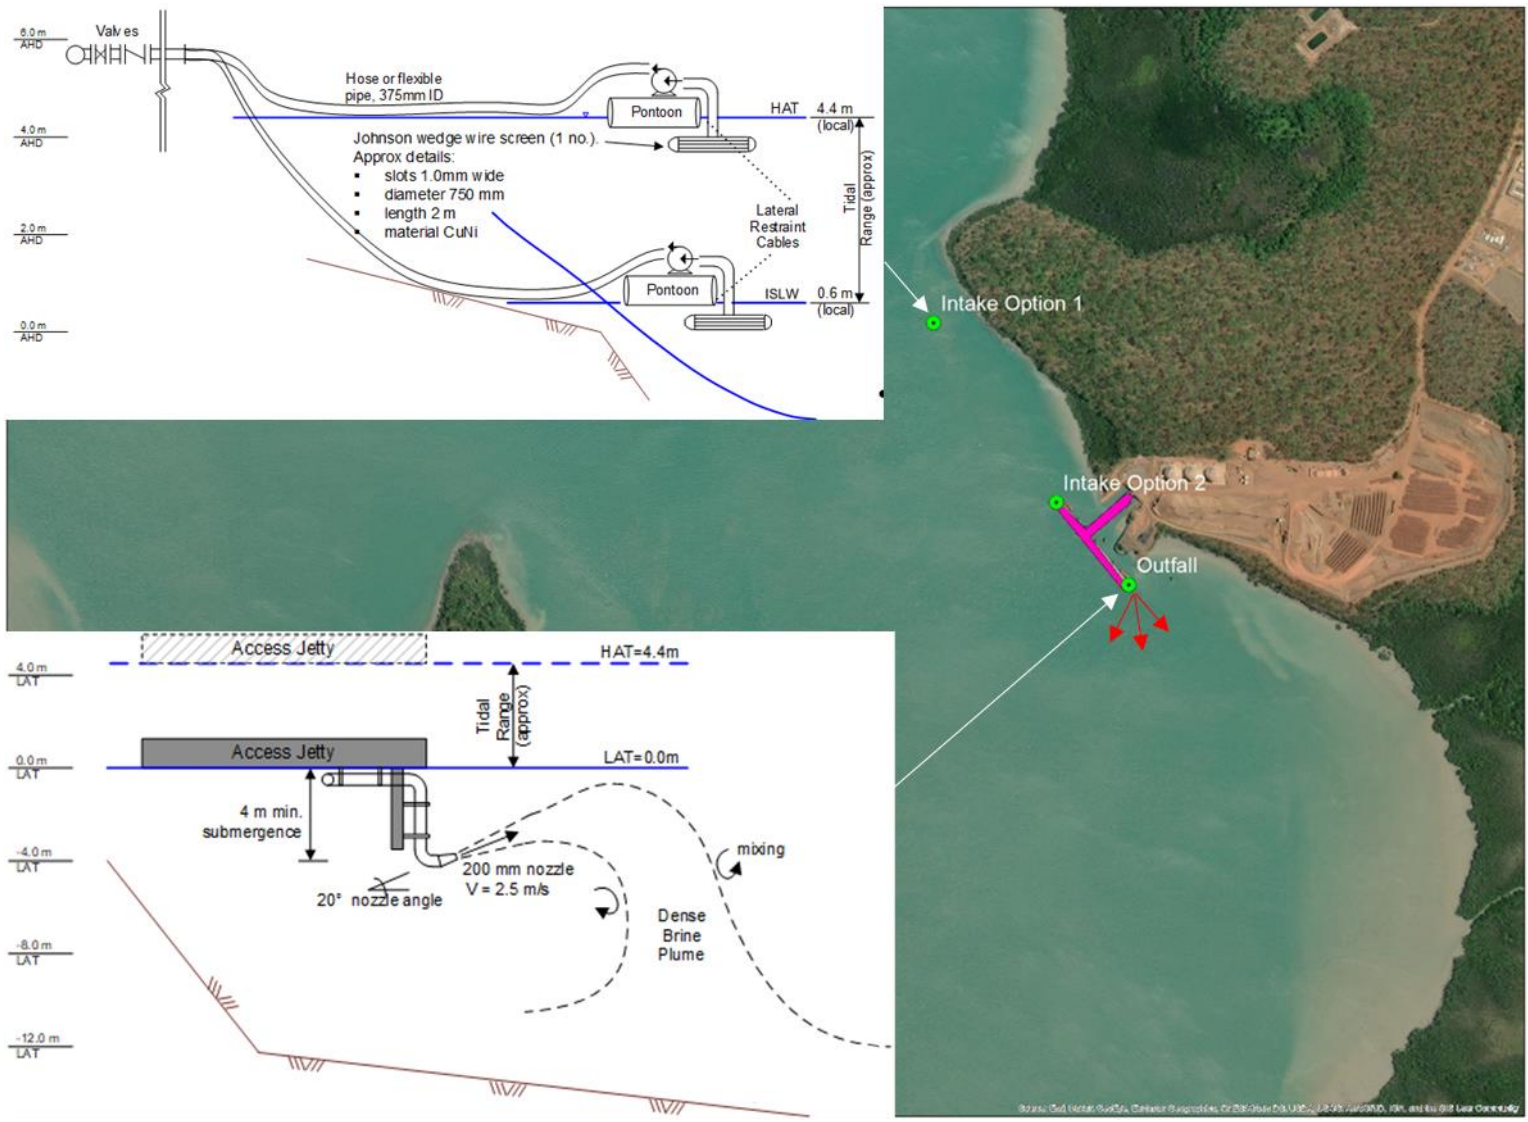 Valves
6.0 m
AHD
Hose or flexible
pipe, 375mm ID
Pontoon
HAT
4.4 m
(local)
4.0 m
AHD
Johnson wedge wire screen (1 no.).
Approx details:
▪ slots 1.0mm wide
▪ diameter 750 mm
▪ length 2 m
▪ material CuNi
Lateral
Restraint
Cables
Tidal
Range (approx)
2.0 m
AHD
Pontoon
ISLW
0.6 m
(local)
0.0 m
AHD
Intake Option 1
Intake Option 2
Outfall
Access Jetty
HAT=4.4m
4.0 m
LAT
Tidal
Range
(approx)
Access Jetty
LAT=0.0m
0.0 m
LAT
4 m min.
submergence
-4.0 m
LAT
200 mm nozzle
V = 2.5 m/s
20° nozzle angle
mixing
Dense
Brine
Plume
-8.0 m
LAT
-12.0 m
LAT